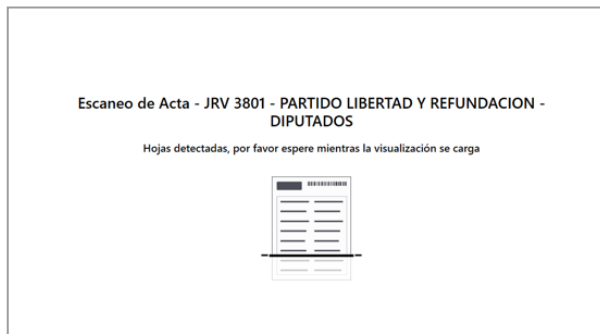 Escaneo de Acta - JRV 3801 - PARTIDO LIBERTAD Y REFUNDACION -
DIPUTADOS
Hojas detectadas, por favor espere mientras la visualización se carga